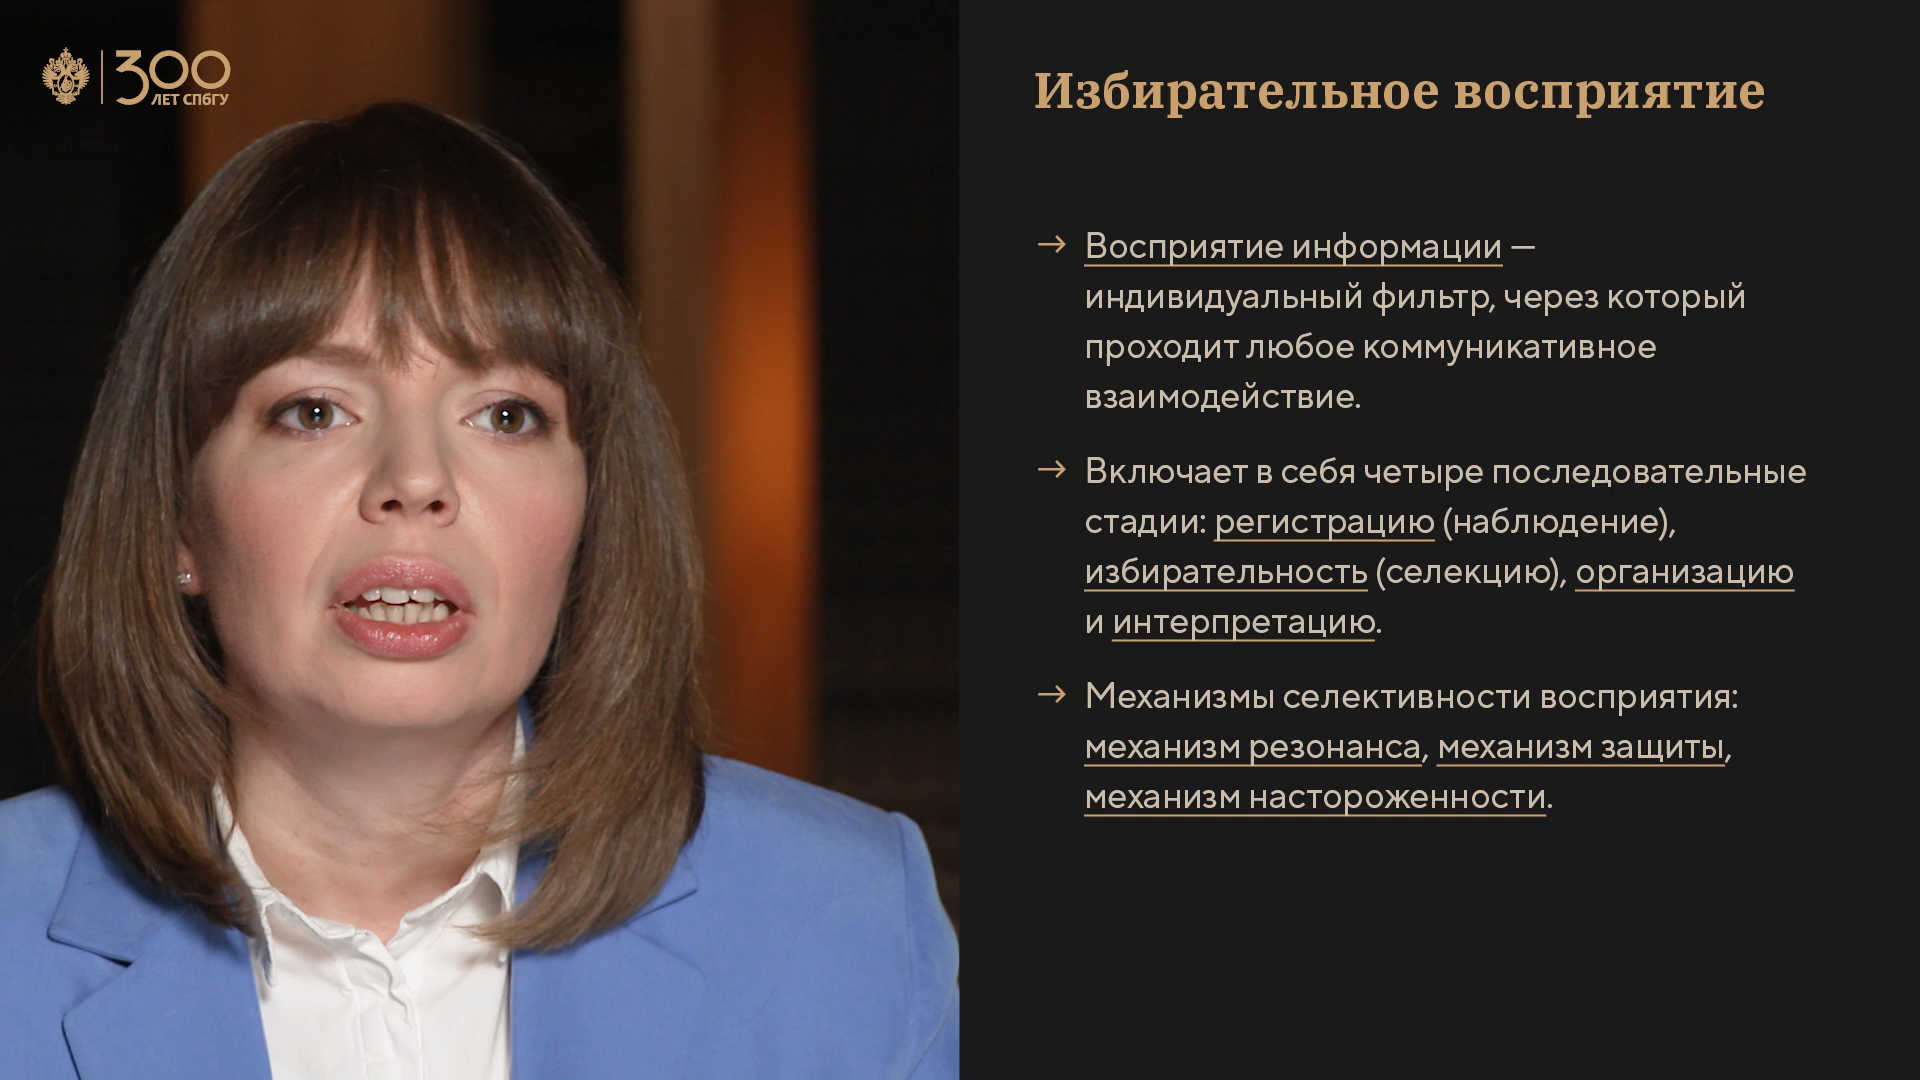 300
ЛЕТ СПБГУ
Избирательное восприятие
→ Восприятие информации —
индивидуальный фильтр, через который
проходит любое коммуникативное
взаимодействие.
→ Включает в себя четыре последовательные
стадии: регистрацию (наблюдение),
избирательность (селекцию), организацию
и интерпретацию.
→ Механизмы селективности восприятия:
механизм резонанса, механизм защиты,
механизм настороженности.